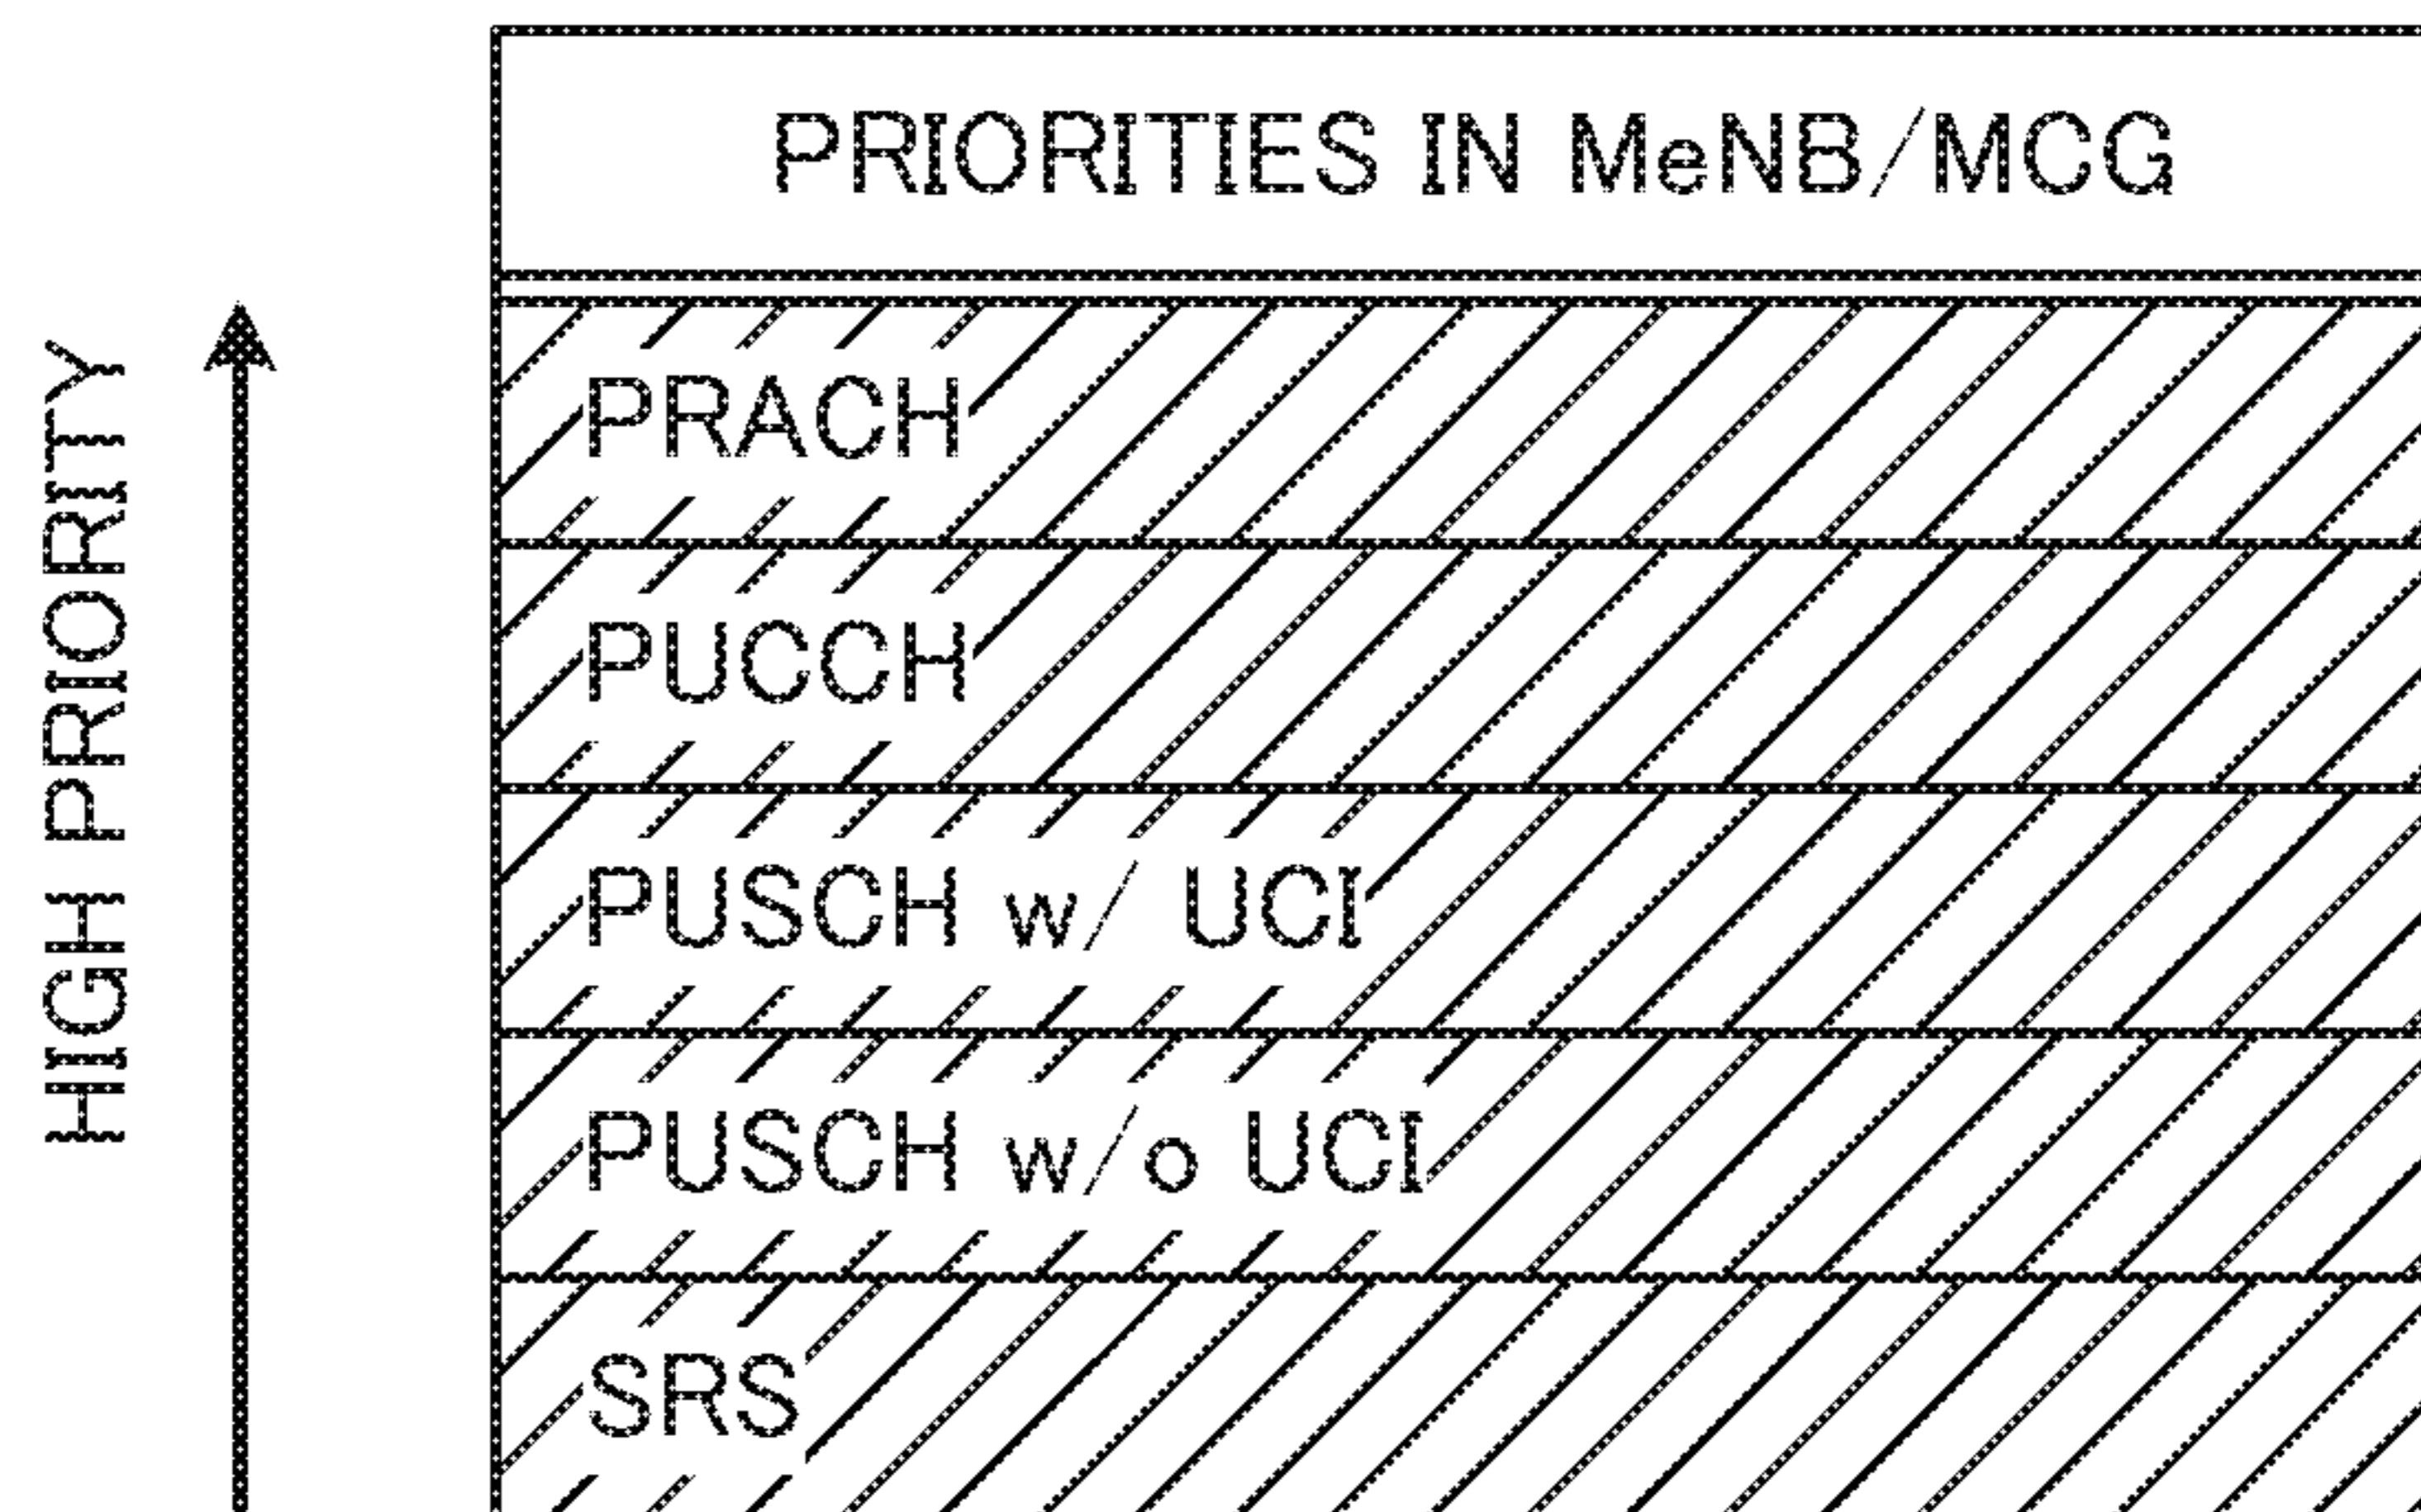 PRIORITIES IN MeNB/MCG
HIGH PRIORITY
PRACH
PUCCH
PUSCH w/ UCI
PUSCH w/o UCI
SRS